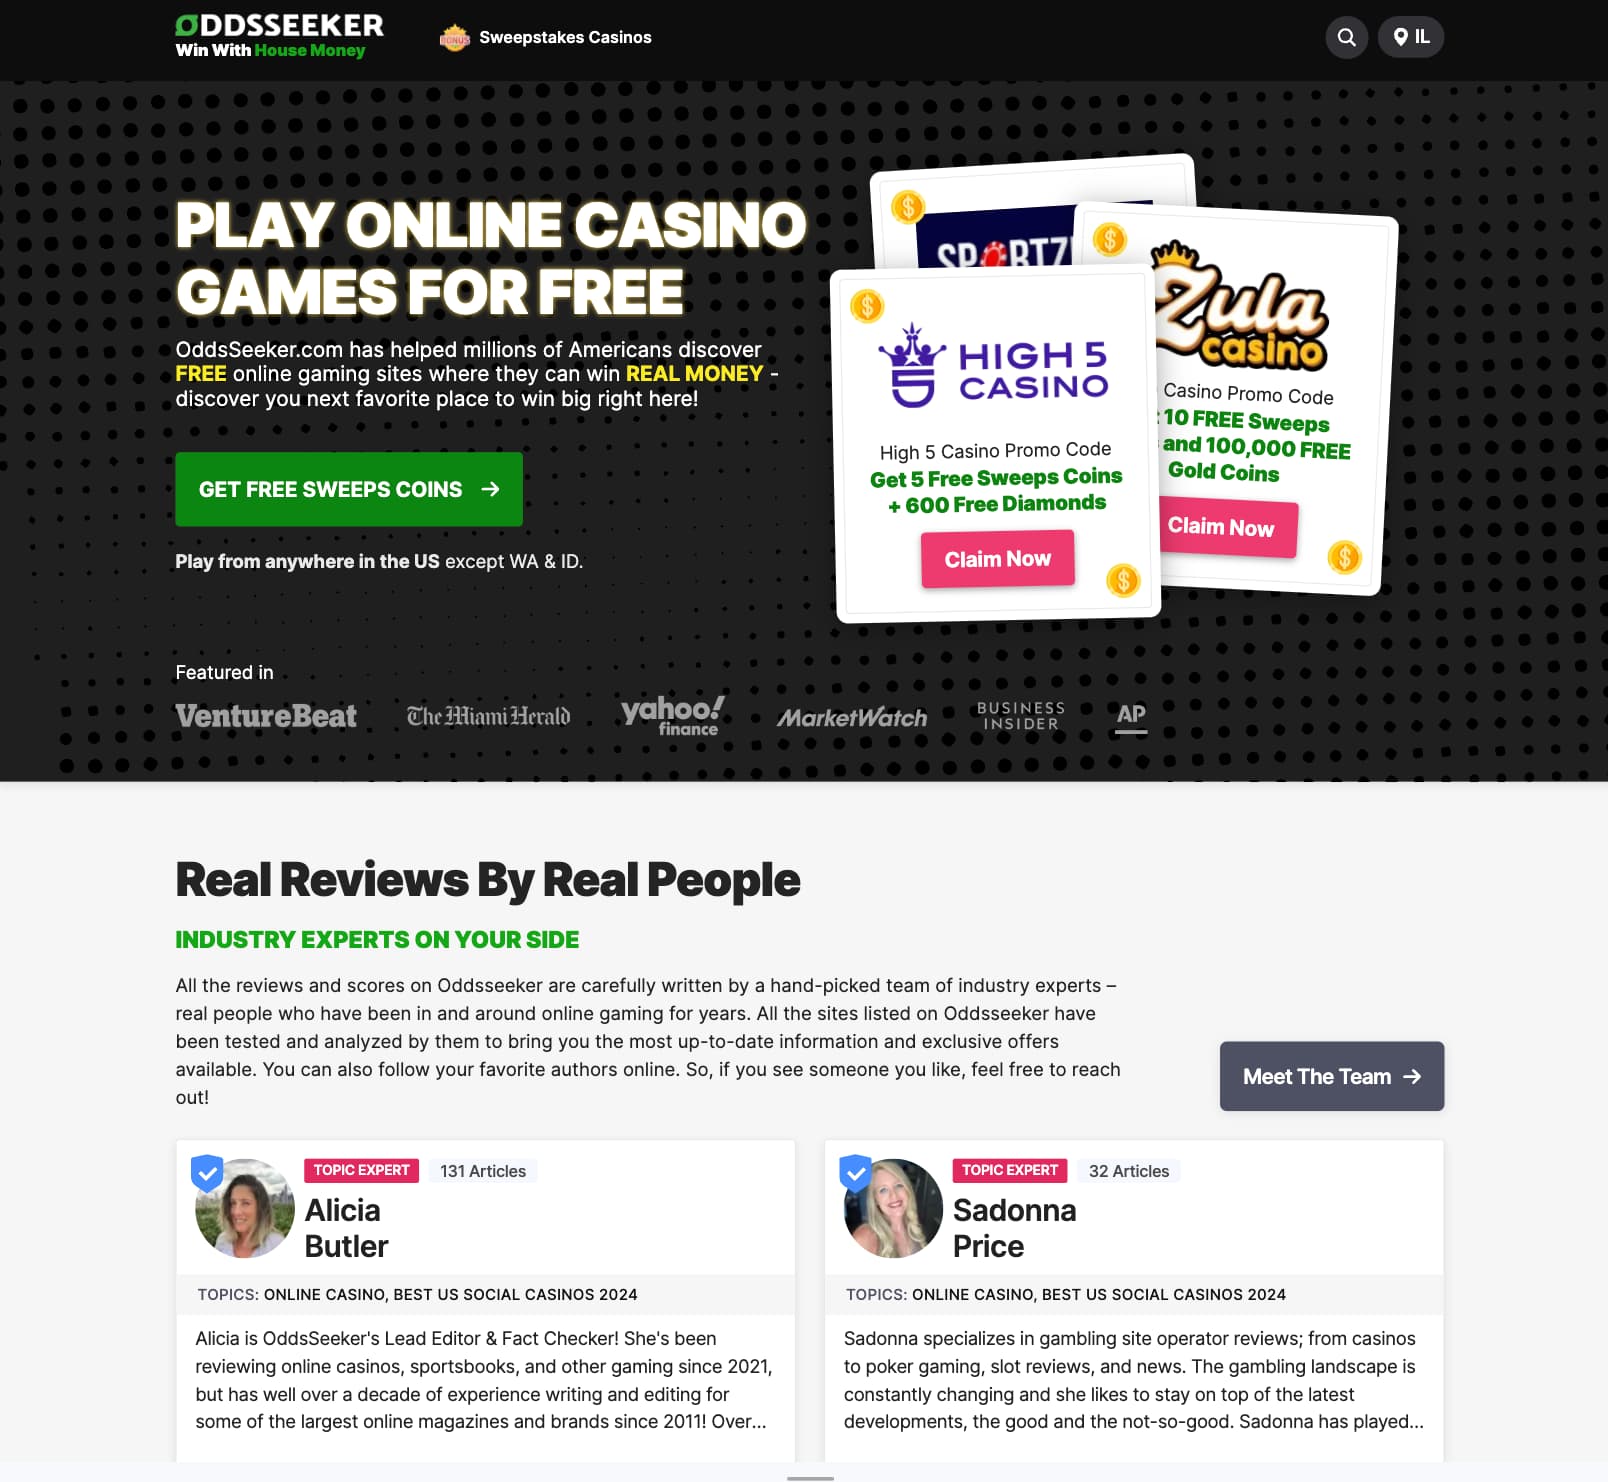 ODDSSEEKER
Win With House Money
BONUS
Sweepstakes Casinos
IL
PLAY ONLINE CASINO
GAMES FOR FREE
OddsSeeker.com has helped millions of Americans discover
FREE online gaming sites where they can win REAL MONEY -
discover you next favorite place to win big right here!
GET FREE SWEEPS COINS
Play from anywhere in the US except WA & ID.
$
SPORTZ
$
Zula
casino
Casino Promo Code
10 FREE Sweeps
and 100,000 FREE
Gold Coins
Claim Now
$
$
HIGH 5
CASINO
5
High 5 Casino Promo Code
Get 5 Free Sweeps Coins
+ 600 Free Diamonds
Claim Now
$
Featured in
VentureBeat
The Miami Herald
yahoo!
finance
MarketWatch
BUSINESS
INSIDER
AP
Real Reviews By Real People
INDUSTRY EXPERTS ON YOUR SIDE
All the reviews and scores on Oddsseeker are carefully written by a hand-picked team of industry experts –
real people who have been in and around online gaming for years. All the sites listed on Oddsseeker have
been tested and analyzed by them to bring you the most up-to-date information and exclusive offers
available. You can also follow your favorite authors online. So, if you see someone you like, feel free to reach
out!
Meet The Team
TOPIC EXPERT
131 Articles
Alicia
Butler
TOPICS: ONLINE CASINO, BEST US SOCIAL CASINOS 2024
Alicia is OddsSeeker's Lead Editor & Fact Checker! She's been
reviewing online casinos, sportsbooks, and other gaming since 2021,
but has well over a decade of experience writing and editing for
some of the largest online magazines and brands since 2011! Over...
TOPIC EXPERT
32 Articles
Sadonna
Price
TOPICS: ONLINE CASINO, BEST US SOCIAL CASINOS 2024
Sadonna specializes in gambling site operator reviews; from casinos
to poker gaming, slot reviews, and news. The gambling landscape is
constantly changing and she likes to stay on top of the latest
developments, the good and the not-so-good. Sadonna has played...